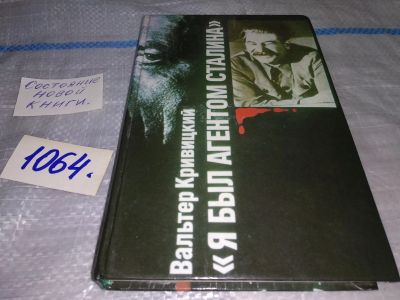 Состояние
новой
книги.
1064.
Вальтер Кривицкий
«Я БЫЛ АГЕНТОМ СТАЛИНА»